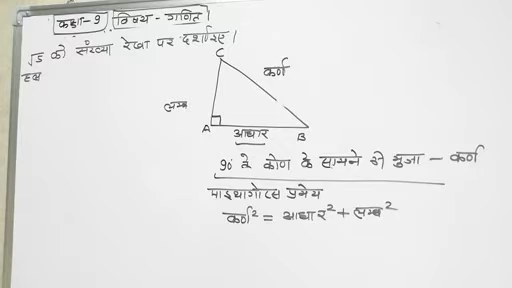 कक्षा-9 विषय-गणित।
√5 को संख्या रेखा पर दर्शाइए।
हल
C
कर्ण
लम्ब
A आधार B
90° के कोण के सामने की भुजा - कर्ण
पाइथागोरस प्रमेय
कर्ण² = आधार² + लम्ब²